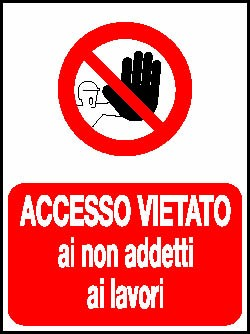 ACCESSO VIETATO
ai non addetti
ai lavori